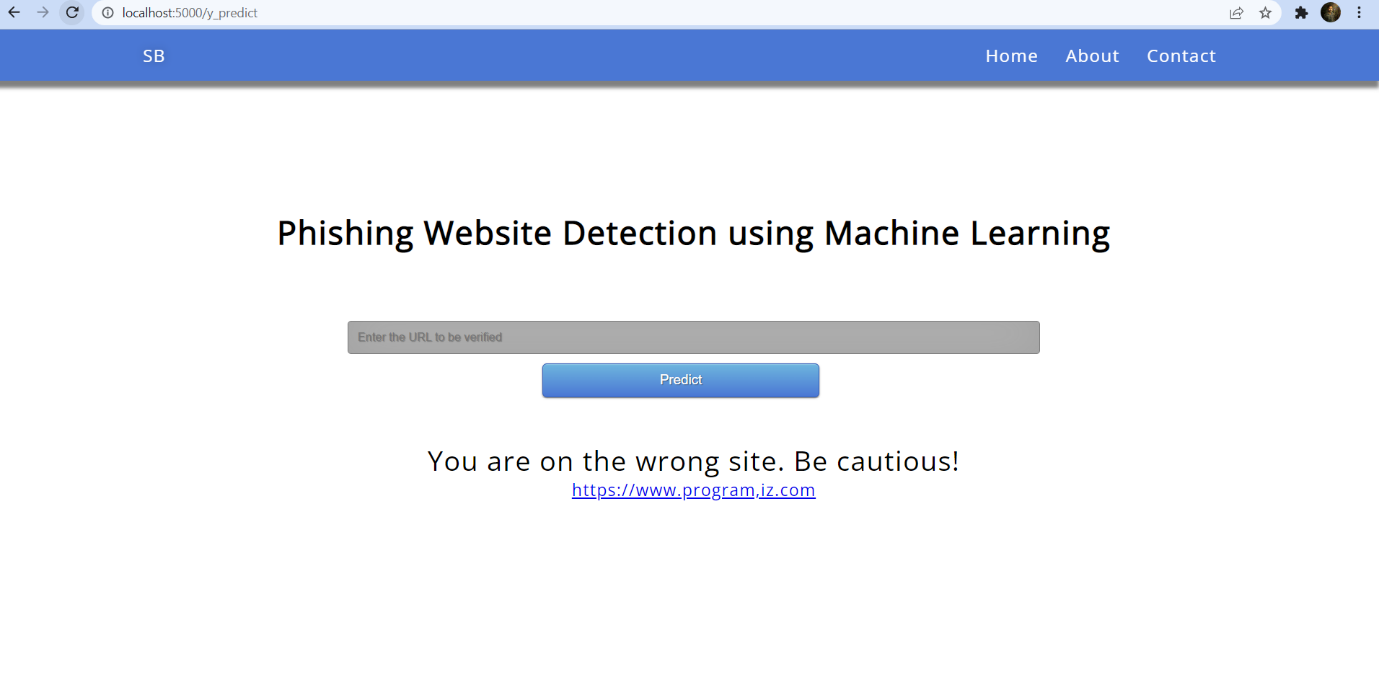 localhost:5000/y_predict
SB Home About Contact
Phishing Website Detection using Machine Learning
Enter the URL to be verified
Predict
You are on the wrong site. Be cautious!
https://www.program,iz.com